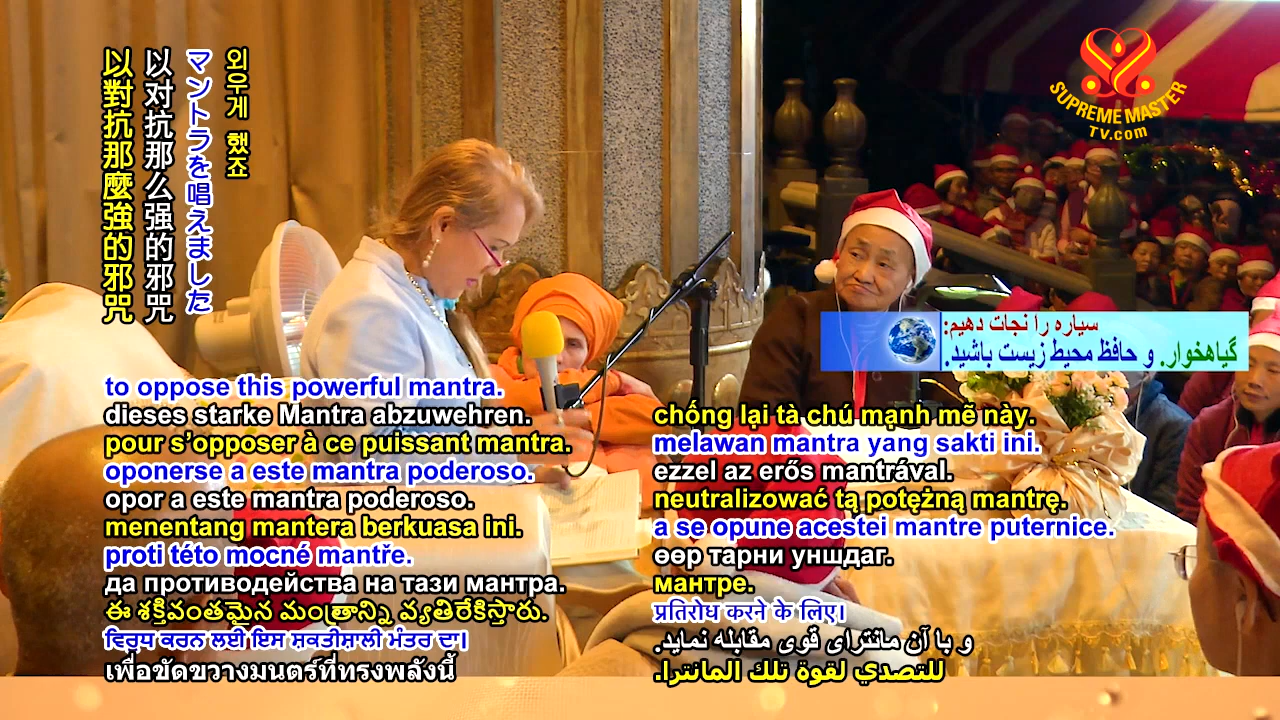 외우게 했죠
マントラを唱えました
以对抗那么强的邪咒
以對抗那麼強的邪咒
SUPREME MASTER
TV.com
سیاره را نجات دهیم:
گیاهخوار. و حافظ محیط زیست باشید.
to oppose this powerful mantra.
dieses starke Mantra abzuwehren.
pour s’opposer à ce puissant mantra.
oponerse a este mantra poderoso.
opor a este mantra poderoso.
menentang mantera berkuasa ini.
proti této mocné mantře.
да противодейства на тази мантра.
ఈ శక్తివంతమైన మంత్రాన్ని వ్యతిరేకిస్తారు.
ਵਿਰੁਧ ਕਰਨ ਲਈ ਇਸ ਸ਼ਕਤੀਸ਼ਾਲੀ ਮੰਤਰ ਦਾ।
เพื่อขัดขวางมนตร์ที่ทรงพลังนี้
chống lại tà chú mạnh mẽ này.
melawan mantra yang sakti ini.
ezzel az erős mantrával.
neutralizować tą potężną mantrę.
a se opune acestei mantre puternice.
өөр тарни уншдаг.
мантре.
प्रतिरोध करने के लिए।
و با آن مانترای قوی مقابله نماید.
للتصدي لقوة تلك المانترا.